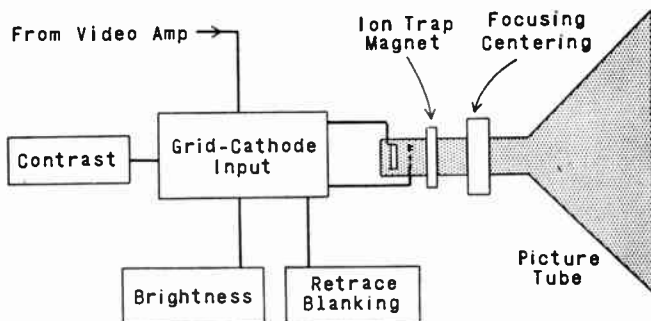 From Video Amp
Ion Trap
Magnet
Focusing
Centering
Contrast
Grid-Cathode
Input
Brightness
Retrace
Blanking
Picture
Tube